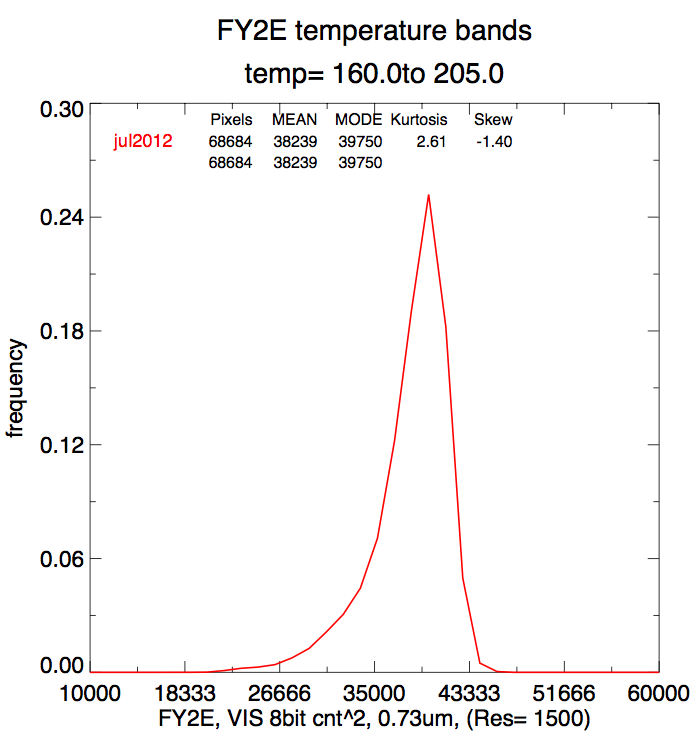 FY2E temperature bands
temp= 160.0to 205.0
0.30
Pixels MEAN MODE Kurtosis Skew
jul2012 68684 38239 39750 2.61 -1.40
68684 38239 39750
0.24
0.18
0.12
0.06
0.00
frequency
10000 18333 26666 35000 43333 51666 60000
FY2E, VIS 8bit cnt^2, 0.73um, (Res= 1500)